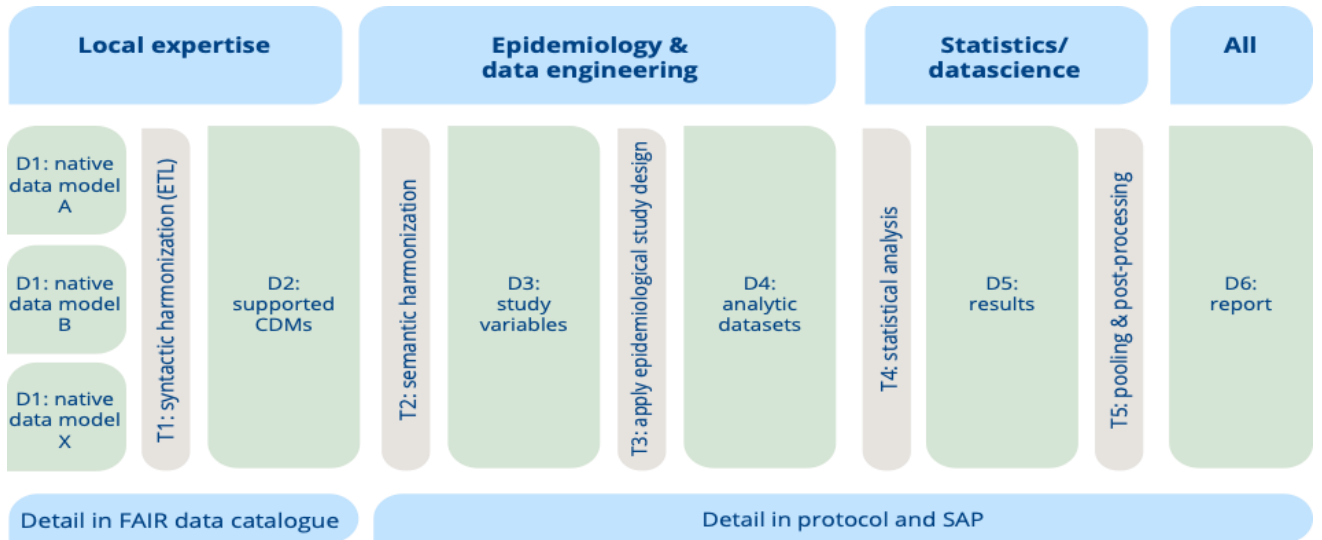 Local expertise
Epidemiology &
data engineering
Statistics/
datascience
All
D1: native
data model
A
D1: native
data model
B
D1: native
data model
X
T1: syntactic harmonization (ETL)
D2:
supported
CDMs
T2: semantic harmonization
D3:
study
variables
T3: apply epidemiological study design
D4:
analytic
datasets
T4: statistical analysis
D5:
results
T5: pooling & post-processing
D6:
report
Detail in FAIR data catalogue
Detail in protocol and SAP